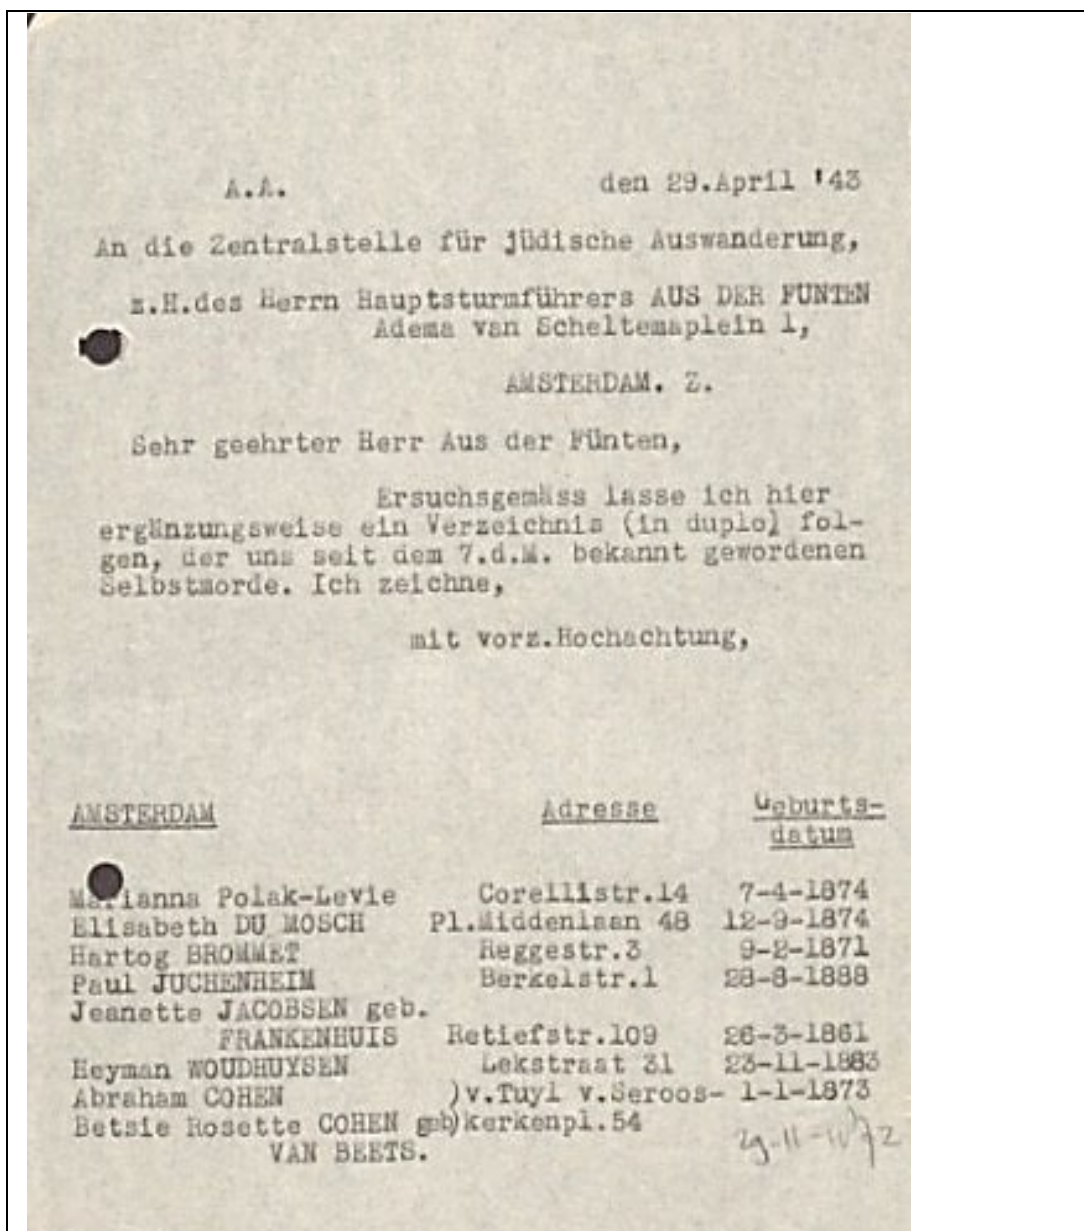 A.A. den 29.April '43
An die Zentralstelle für jüdische Auswanderung,
z.H.des Herrn Hauptsturmführers AUS DER FUNTEN
Adema van Scheltemaplein 1,
AMSTERDAM. Z.
Sehr geehrter Herr Aus der Fünten,
Ersuchsgemäss lasse ich hier
ergänzungsweise ein Verzeichnis (in duplo) fol-
gen, der uns seit dem 7.d.M. bekannt gewordenen
Selbstmorde. Ich zeichne,
mit vorz.Hochachtung,
AMSTERDAM Adresse Geburts-
datum
Marianna Polak-Levie Corellistr.14 7-4-1874
Elisabeth DU MOSCH Pl.Middenlaan 48 12-9-1874
Hartog BROMMET Reggestr.3 9-2-1871
Paul JUCHENHEIM Berkelstr.1 28-8-1888
Jeanette JACOBSEN geb.
FRANKENHUIS Retiefstr.109 26-3-1861
Heyman WOUDHUYSEN Lekstraat 31 23-11-1883
Abraham COHEN )v.Tuyl v.Seroos- 1-1-1873
Betsie Rosette COHEN geb)kerkenpl.54
VAN BEETS.